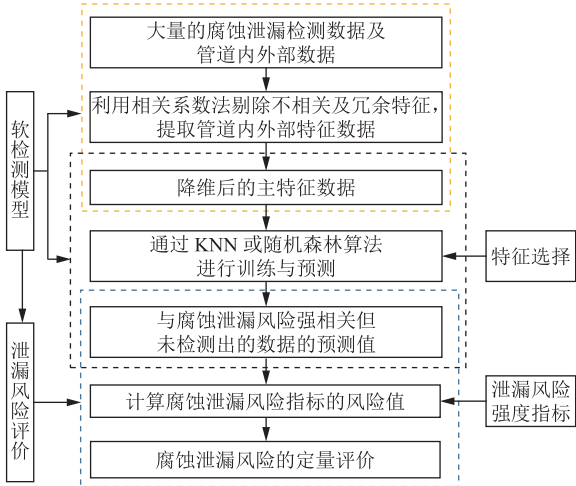 大量的腐蚀泄漏检测数据及
管道内外部数据
利用相关系数法剔除不相关及冗余特征，
提取管道内外部特征数据
软检测模型
降维后的主特征数据
通过 KNN 或随机森林算法
进行训练与预测
特征选择
与腐蚀泄漏风险强相关但
未检测出的数据的预测值
泄漏风险评价
计算腐蚀泄漏风险指标的风险值
泄漏风险
强度指标
腐蚀泄漏风险的定量评价